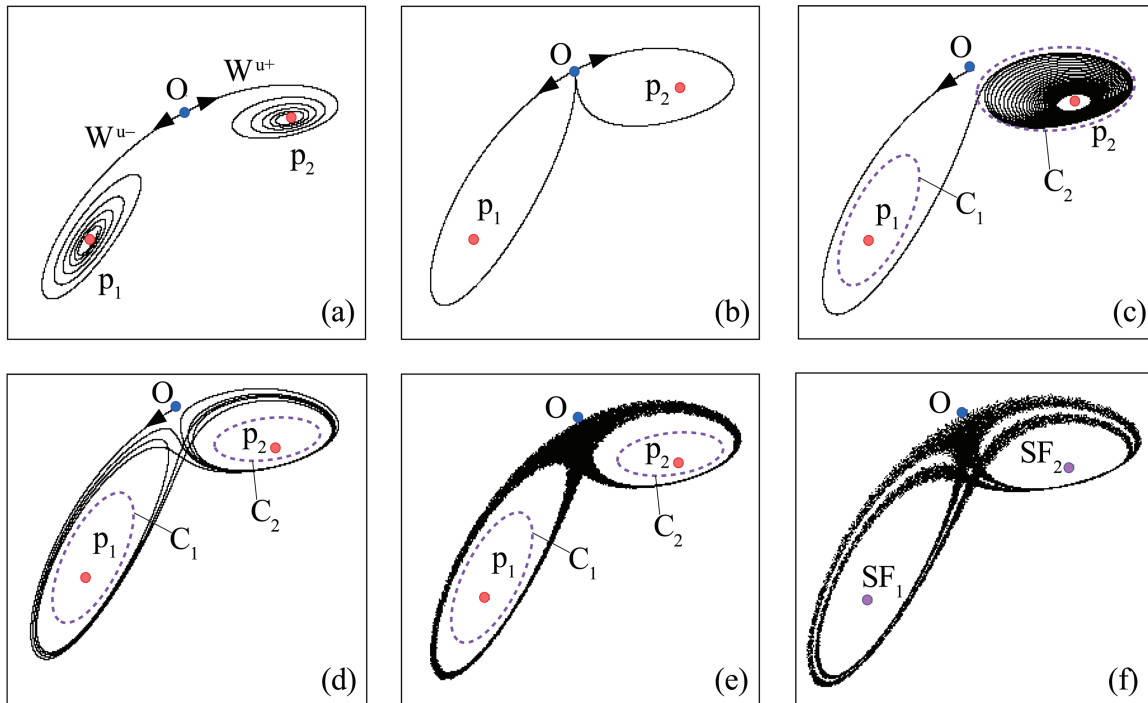 W^{u+}
O
W^{u–}
p_2
p_1
(a)
O
p_2
p_1
(b)
O
p_2
C_1
C_2
p_1
(c)
O
p_2
C_2
p_1
C_1
(d)
O
p_2
C_2
p_1
C_1
(e)
O
SF_2
SF_1
(f)